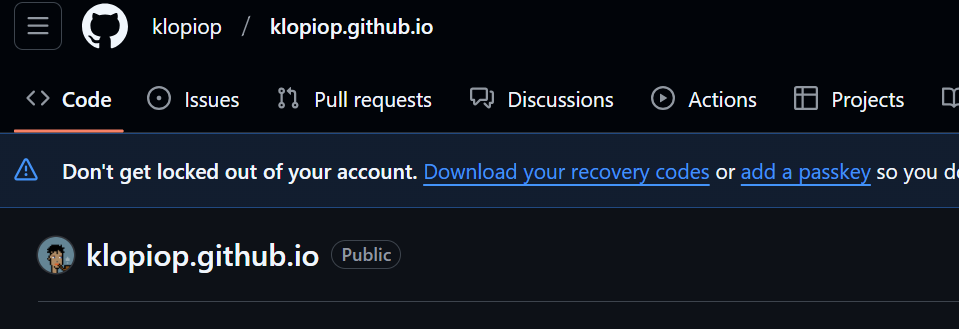 klopiop / klopiop.github.io
Code Issues Pull requests Discussions Actions Projects
Don't get locked out of your account. Download your recovery codes or add a passkey so you
klopiop.github.io Public